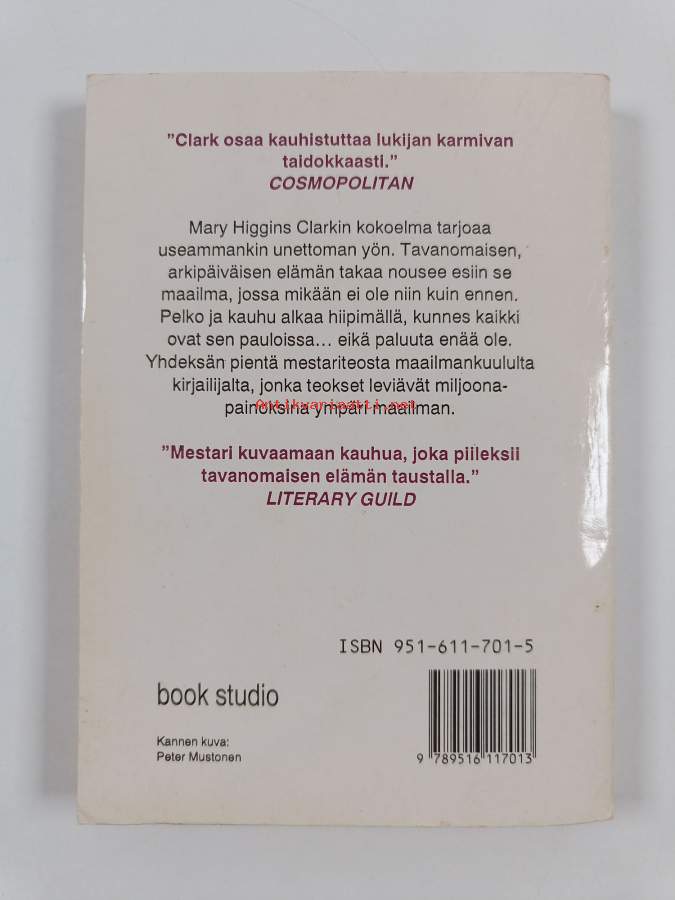 ”Clark osaa kauhistuttaa lukijan karmivan
taidokkaasti.”
COSMOPOLITAN
Mary Higgins Clarkin kokoelma tarjoaa
useammankin unettoman yön. Tavanomaisen,
arkipäiväisen elämän takaa nousee esiin se
maailma, jossa mikään ei ole niin kuin ennen.
Pelko ja kauhu alkaa hiipimällä, kunnes kaikki
ovat sen pauloissa... eikä paluuta enää ole.
Yhdeksän pientä mestariteosta maailmankuululta
kirjailijalta, jonka teokset leviävät miljoona-
painoksina ympäri maailman.
Antikvariaatti.net
”Mestari kuvaamaan kauhua, joka piileksii
tavanomaisen elämän taustalla.”
LITERARY GUILD
ISBN 951-611-701-5
book studio
Kannen kuva:
Peter Mustonen
9 789516 117013